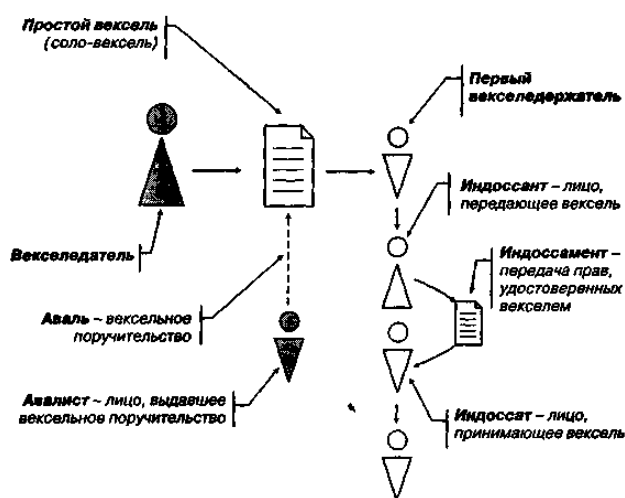 Простой вексель
(соло-вексель)
Первый
векселедержатель
Индоссант – лицо,
передающее вексель
Векселедатель
Индоссамент –
передача прав,
удостоверенных
векселем
Аваль – вексельное
поручительство
Авалист – лицо, выдавшее
вексельное поручительство
Индоссат – лицо,
принимающее вексель